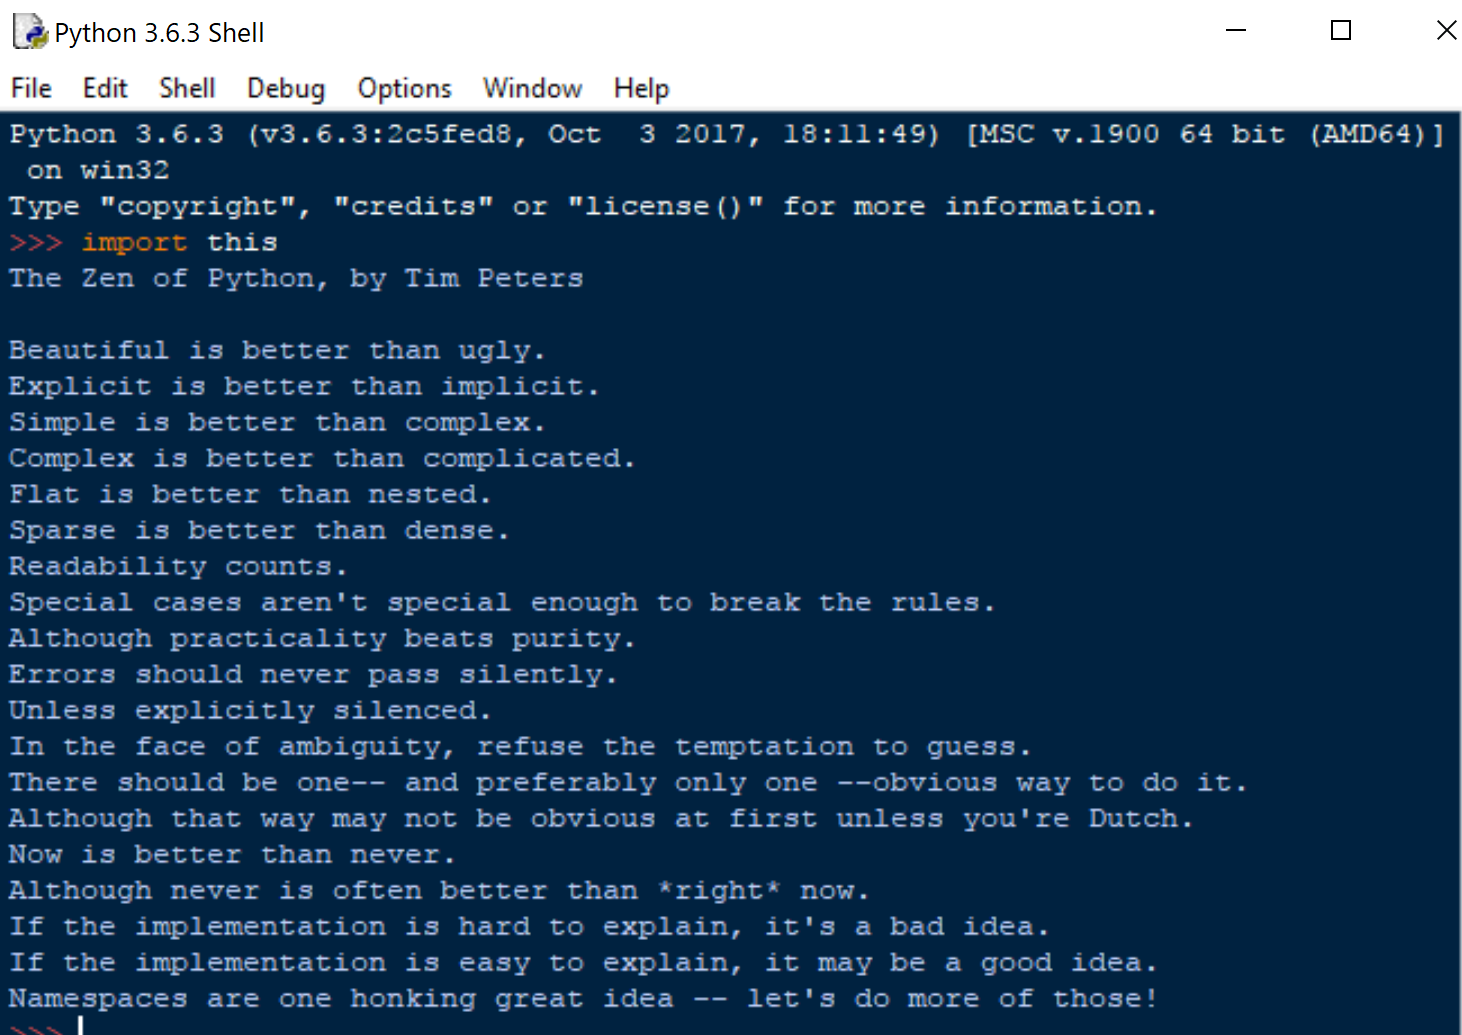 Python 3.6.3 Shell
File Edit Shell Debug Options Window Help
Python 3.6.3 (v3.6.3:2c5fed8, Oct  3 2017, 18:11:49) [MSC v.1900 64 bit (AMD64)]
 on win32
Type "copyright", "credits" or "license()" for more information.
>>> import this
The Zen of Python, by Tim Peters

Beautiful is better than ugly.
Explicit is better than implicit.
Simple is better than complex.
Complex is better than complicated.
Flat is better than nested.
Sparse is better than dense.
Readability counts.
Special cases aren't special enough to break the rules.
Although practicality beats purity.
Errors should never pass silently.
Unless explicitly silenced.
In the face of ambiguity, refuse the temptation to guess.
There should be one-- and preferably only one --obvious way to do it.
Although that way may not be obvious at first unless you're Dutch.
Now is better than never.
Although never is often better than *right* now.
If the implementation is hard to explain, it's a bad idea.
If the implementation is easy to explain, it may be a good idea.
Namespaces are one honking great idea -- let's do more of those!
>>>